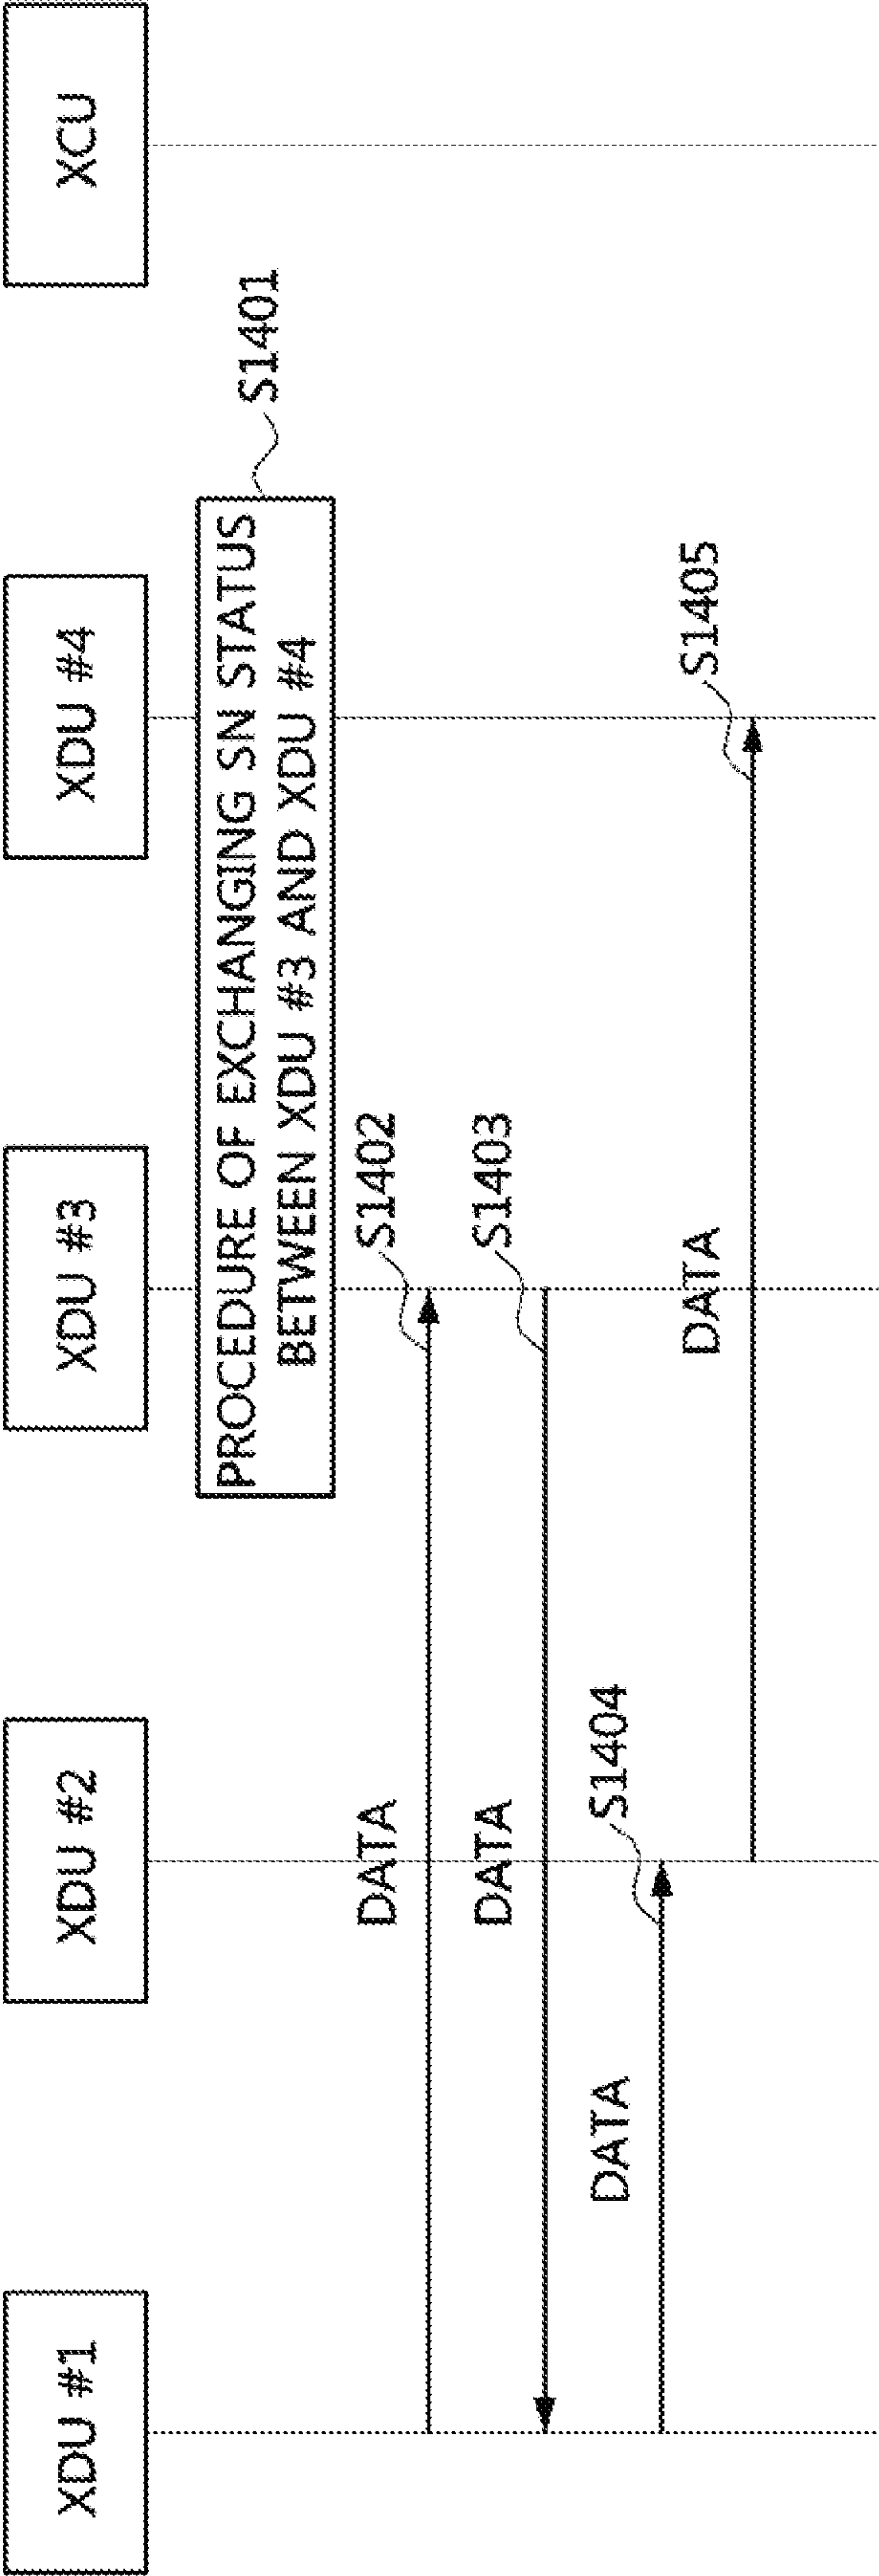 XDU #1
XDU #2
XDU #3
XDU #4
XCU
PROCEDURE OF EXCHANGING SN STATUS
BETWEEN XDU #3 AND XDU #4
S1401
DATA
S1402
DATA
S1403
DATA
S1404
DATA
S1405